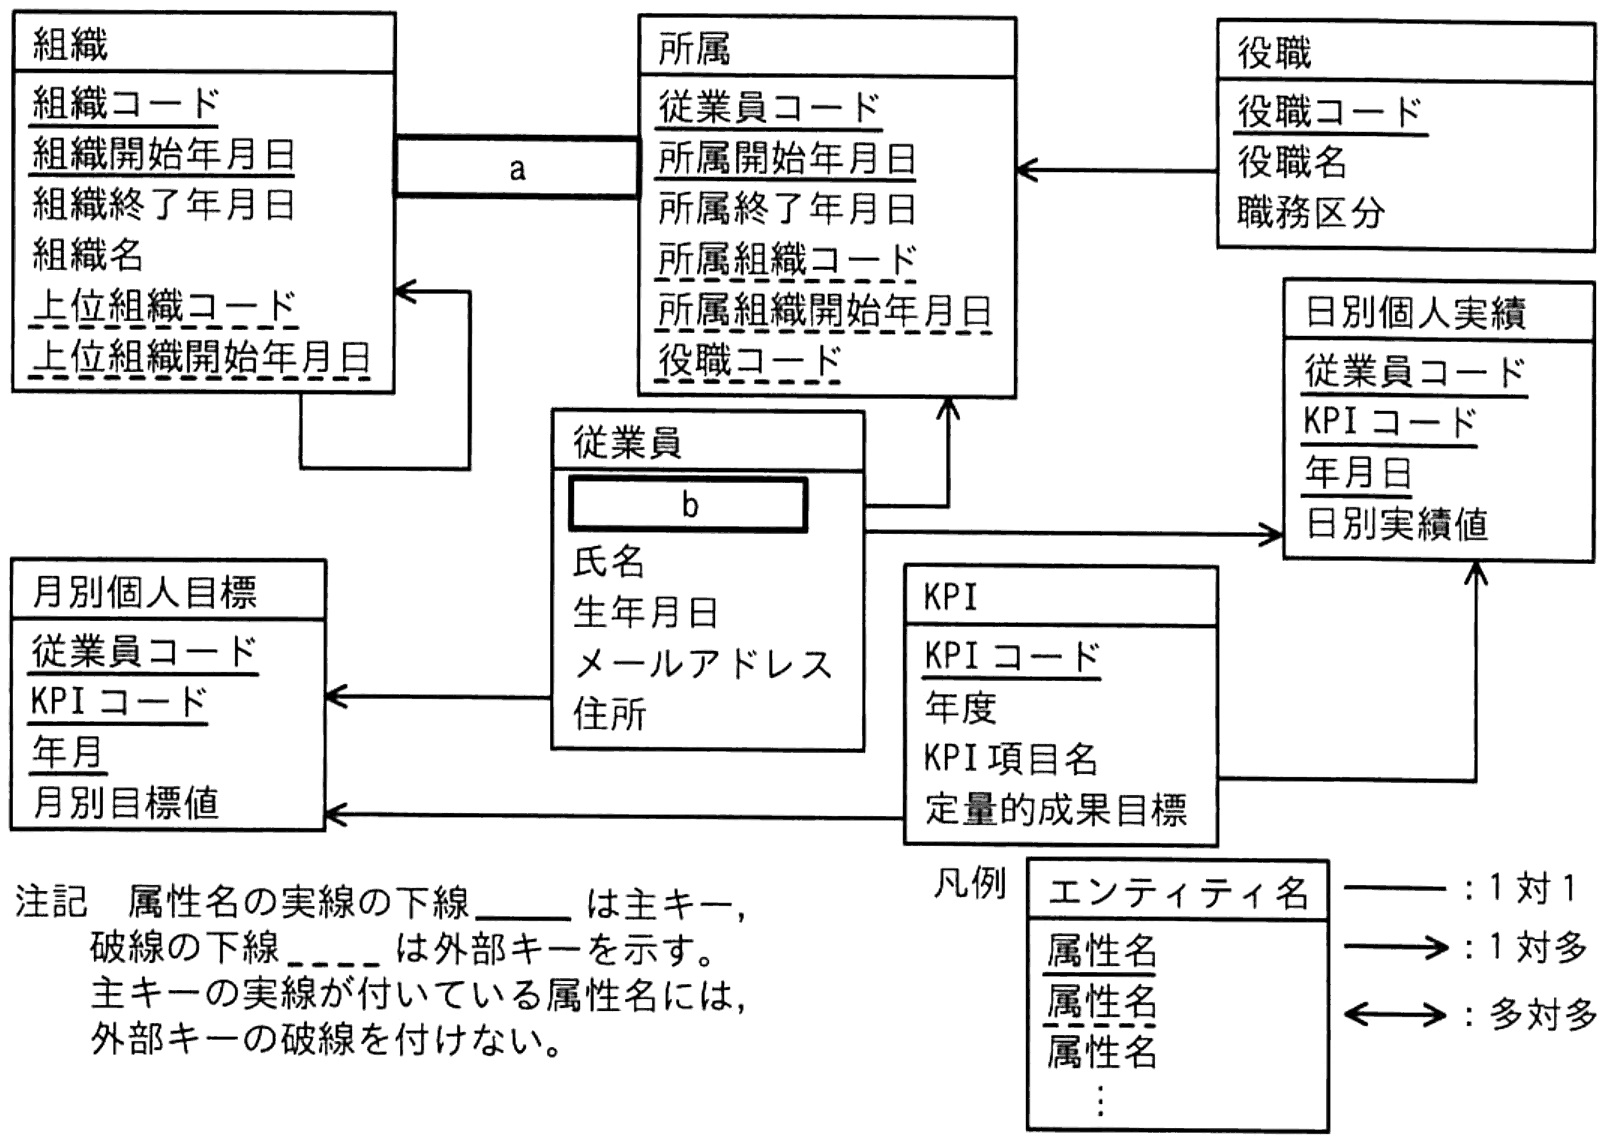 組織
組織コード
組織開始年月日
組織終了年月日
組織名
上位組織コード
上位組織開始年月日
a
所属
従業員コード
所属開始年月日
所属終了年月日
所属組織コード
所属組織開始年月日
役職コード
役職
役職コード
役職名
職務区分
日別個人実績
従業員コード
KPIコード
年月日
日別実績値
従業員
b
氏名
生年月日
メールアドレス
住所
月別個人目標
従業員コード
KPIコード
年月
月別目標値
KPI
KPIコード
年度
KPI項目名
定量的成果目標
注記　属性名の実線の下線____は主キー，
破線の下線____は外部キーを示す。
主キーの実線が付いている属性名には，
外部キーの破線を付けない。
凡例
エンティティ名
属性名
属性名
属性名
⋮
：1対1
：1対多
：多対多